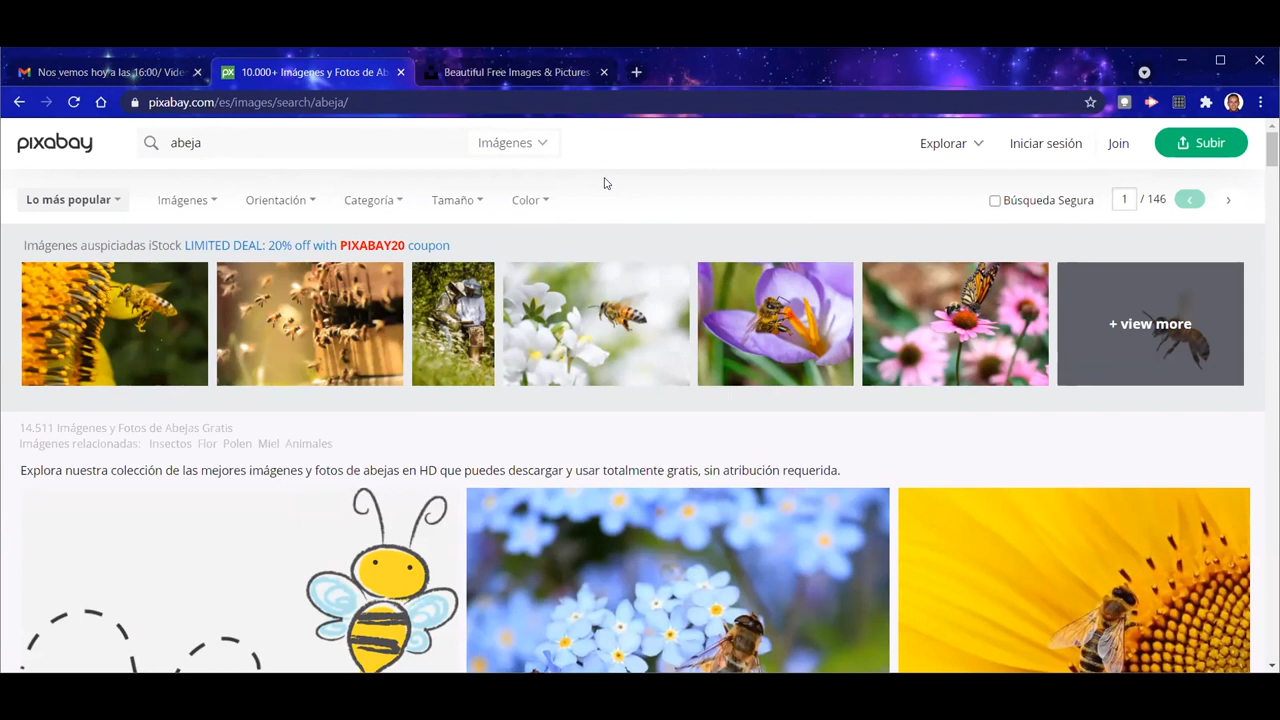 Nos vemos hoy a las 16:00/ Vide
10.000+ Imágenes y Fotos de Ab
Beautiful Free Images & Pictures
pixabay.com/es/images/search/abeja/
pixabay
abeja
Imágenes
Explorar
Iniciar sesión
Join
Subir
Lo más popular
Imágenes
Orientación
Categoría
Tamaño
Color
Búsqueda Segura
1 / 146
Imágenes auspiciadas iStock LIMITED DEAL: 20% off with PIXABAY20 coupon
+ view more
14.511 Imágenes y Fotos de Abejas Gratis
Imágenes relacionadas: Insectos Flor Polen Miel Animales
Explora nuestra colección de las mejores imágenes y fotos de abejas en HD que puedes descargar y usar totalmente gratis, sin atribución requerida.